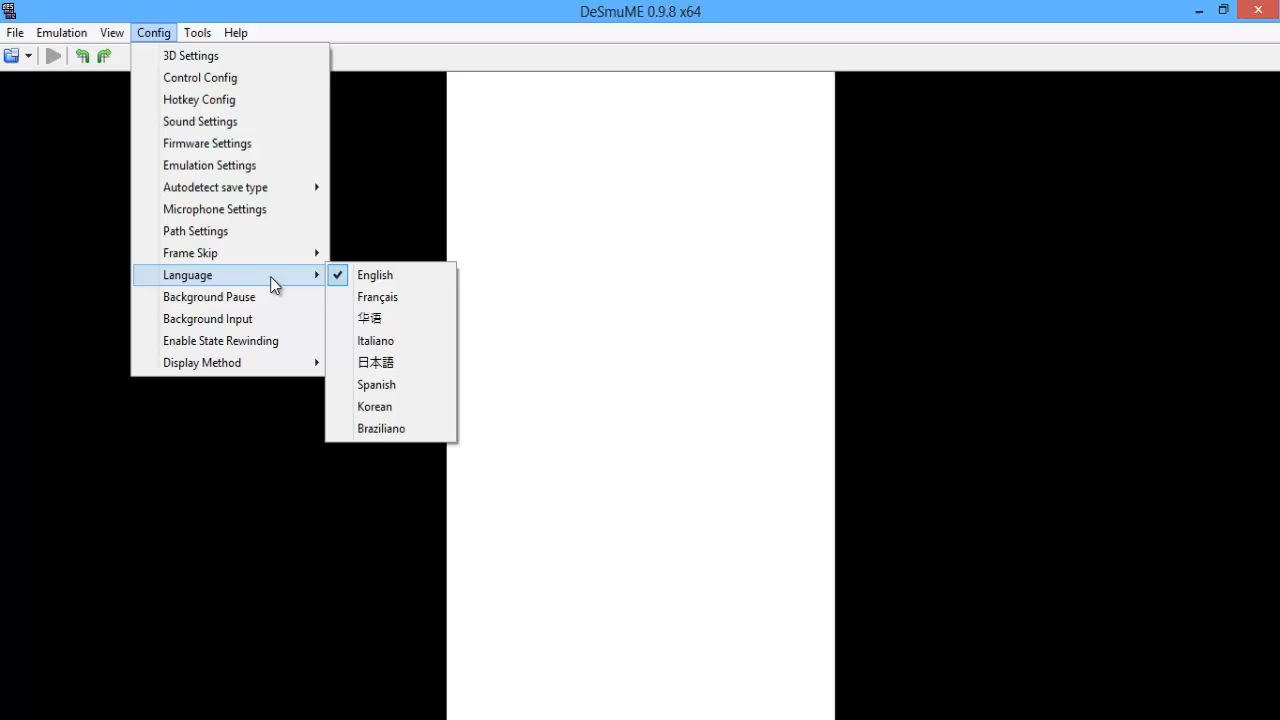 DeSmuME 0.9.8 x64
File Emulation View Config Tools Help
3D Settings
Control Config
Hotkey Config
Sound Settings
Firmware Settings
Emulation Settings
Autodetect save type
Microphone Settings
Path Settings
Frame Skip
Language
Background Pause
Background Input
Enable State Rewinding
Display Method
English
Français
华语
Italiano
日本語
Spanish
Korean
Braziliano